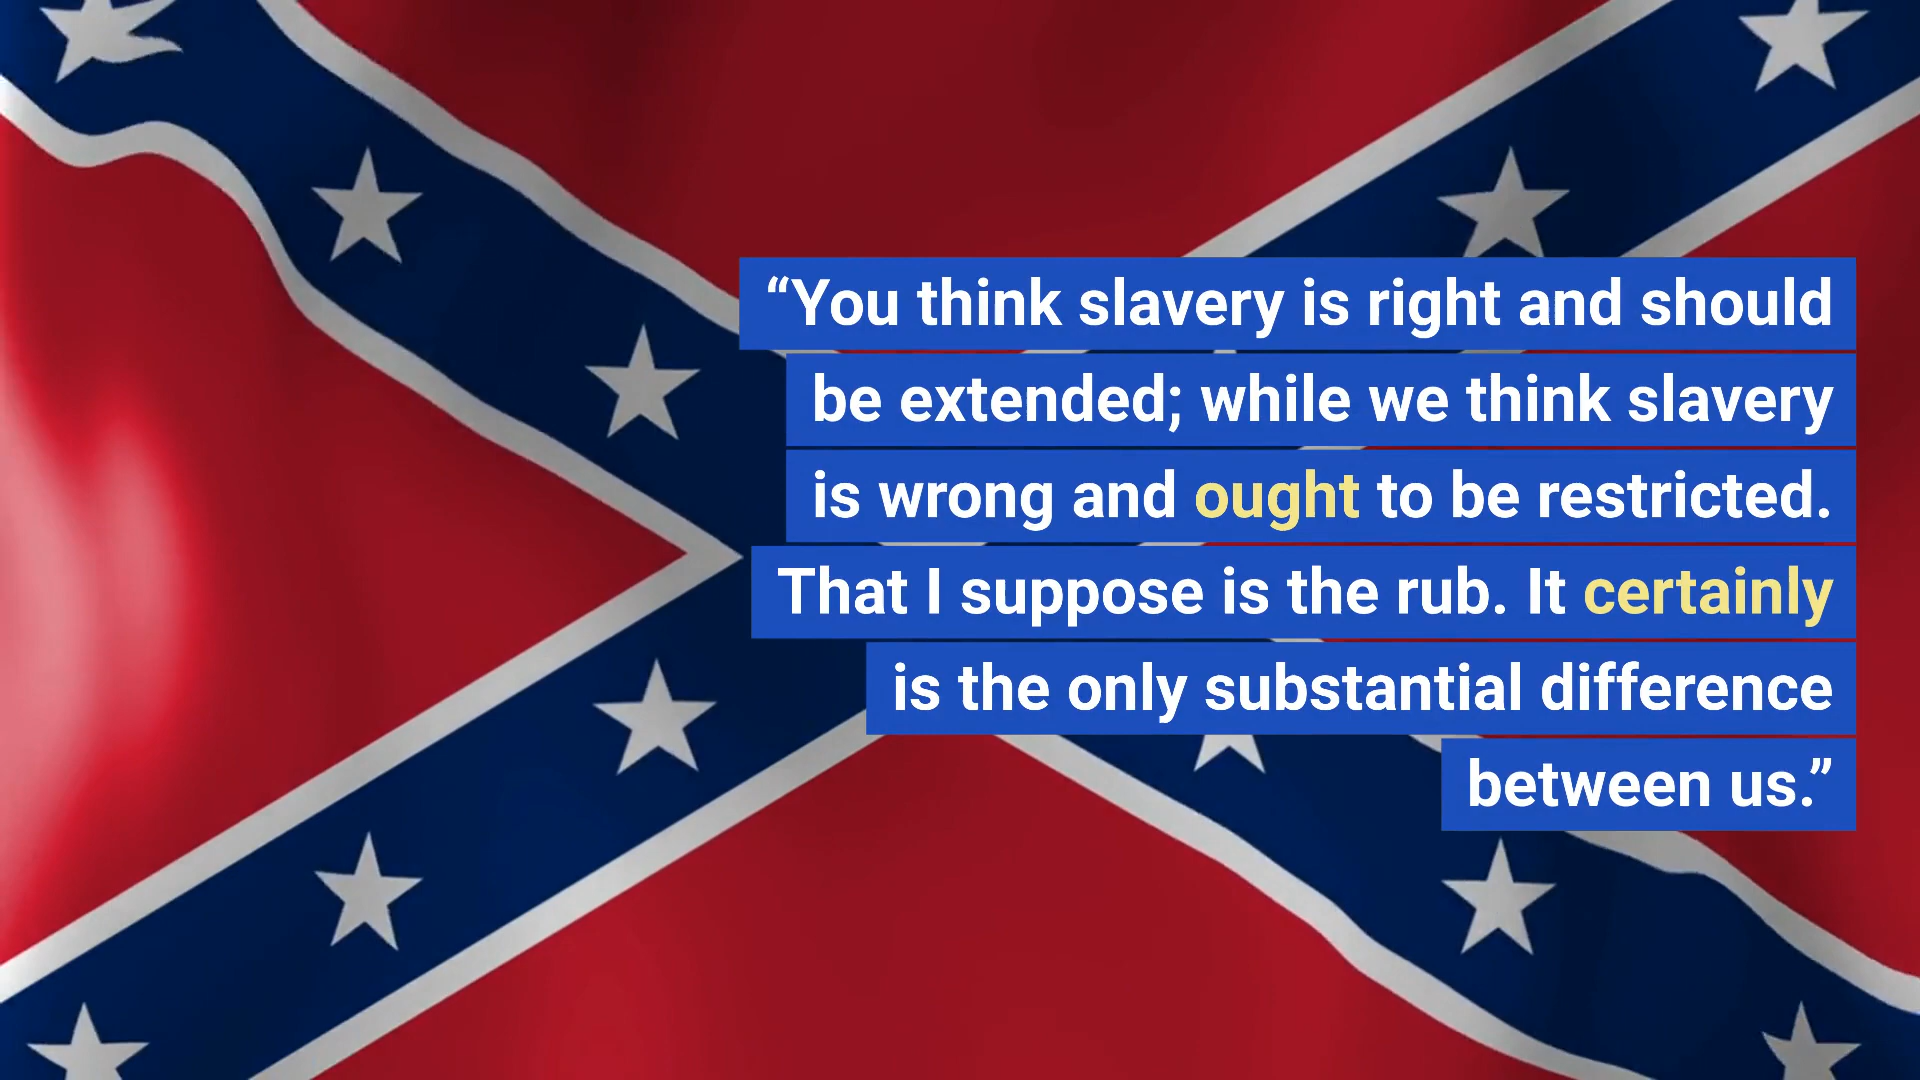 “You think slavery is right and should
be extended; while we think slavery
is wrong and ought to be restricted.
That I suppose is the rub. It certainly
is the only substantial difference
between us.”